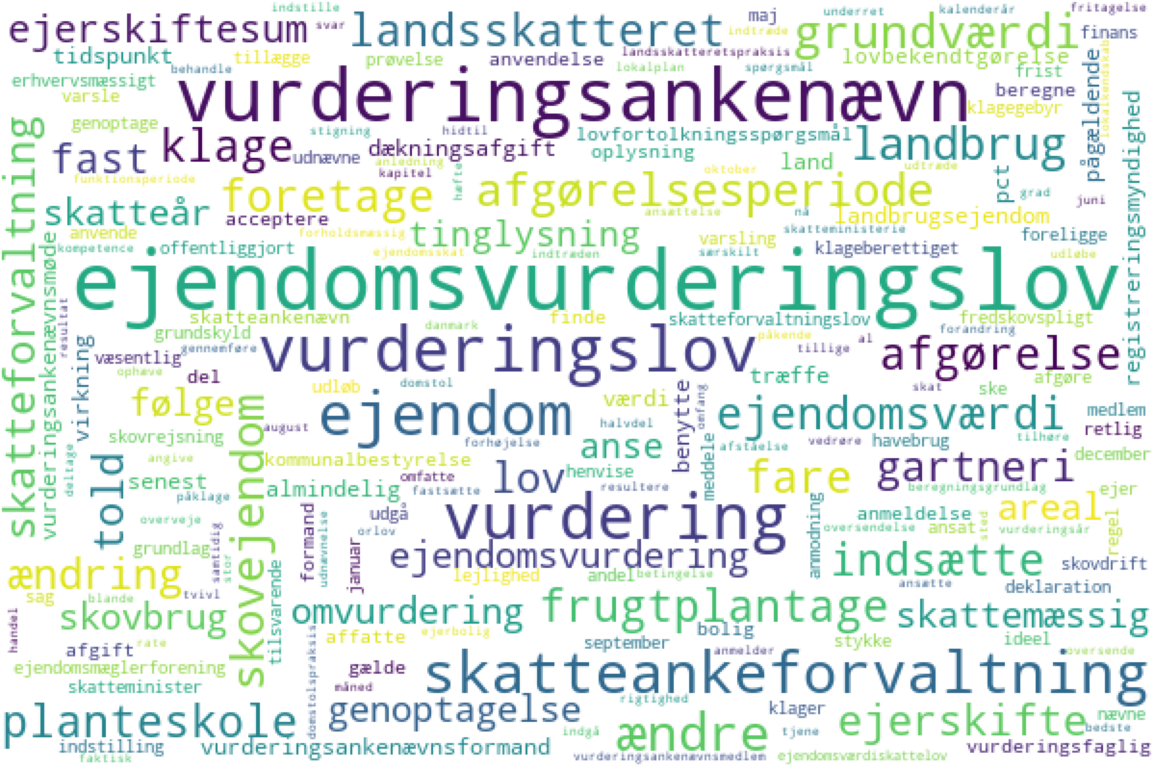 indstille
underret
kalenderår
fritagelse
ejerskiftesum
svar
landsskatteret
maj
indtræde
grundværdi
finans
tidspunkt
tillægge
prøvelse
anvendelse
landsskatteretspraksis
lovbekendtgørelse
erhvervsmæssigt
behandle
lokalplan
spørgsmål
frist
varsle
vurderingsankenævn
beregne
klagegebyr
lokalkendskab
genoptage
stigning
hidtil
lovfortolkningsspørgsmål
landbrug
pågældende
registreringsmyndighed
fast
klage
udnævne
dækningsafgift
oplysning
land
anledning
kapitel
udtræde
funktionsperiode
hæfte
oktober
pct
grad
juni
skatteforvaltning
foretage
afgørelsesperiode
skatteår
acceptere
ansættelse
nå
landbrugsejendom
anvende
forholdsmæssig
tinglysning
varsling
skatteministerie
foreligge
kompetence
offentliggjort
ejendomsskat
indtræden
særskilt
klageberettiget
udløbe
vurderingsankenævnsmøde
ejendomsvurderingslov
resultat
skatteankenævn
finde
skatteforvaltningslov
fredskovspligt
grundskyld
danmark
påkende
forandring
gennemføre
vurderingslov
tillige
al
afgørelse
væsentlig
virkning
ophæve
del
udløb
domstol
træffe
ske
afgøre
skat
følge
ejendom
værdi
benytte
omfang
ejendomsværdi
medlem
august
halvdel
retlig
skovrejsning
forhøjelse
anse
meddele
afståelse
vedrøre
havebrug
tilhøre
deltage
angive
skovejendom
kommunalbestyrelse
lov
henvise
fare
gartneri
december
told
senest
omfatte
fastsætte
resultere
beregningsgrundlag
ejer
påklage
almindelig
overveje
formand
udgå
vurdering
anmodning
anmeldelse
areal
regel
udnævnelse
orlov
oversendelse
ansat
sted
vurderingsår
grundlag
samtidig
stor
januar
ejendomsvurdering
indsætte
skovdrift
ændring
tilsvarende
lejlighed
andel
betingelse
ansætte
deklaration
sag
blande
tvivl
skovbrug
omvurdering
frugtplantage
skattemæssig
handel
rate
domstolspraksis
affatte
ejerbolig
bolig
afgift
september
anmelder
stykke
ideel
oversende
ejendomsmæglerforening
gælde
skatteankeforvaltning
skatteminister
måned
rigtighed
planteskole
genoptagelse
klager
ejerskifte
nævne
indgå
ændre
tjene
bedste
indstilling
vurderingsankenævnsformand
vurderingsfaglig
faktisk
vurderingsankenævnsmedlem
ejendomsværdiskattelov